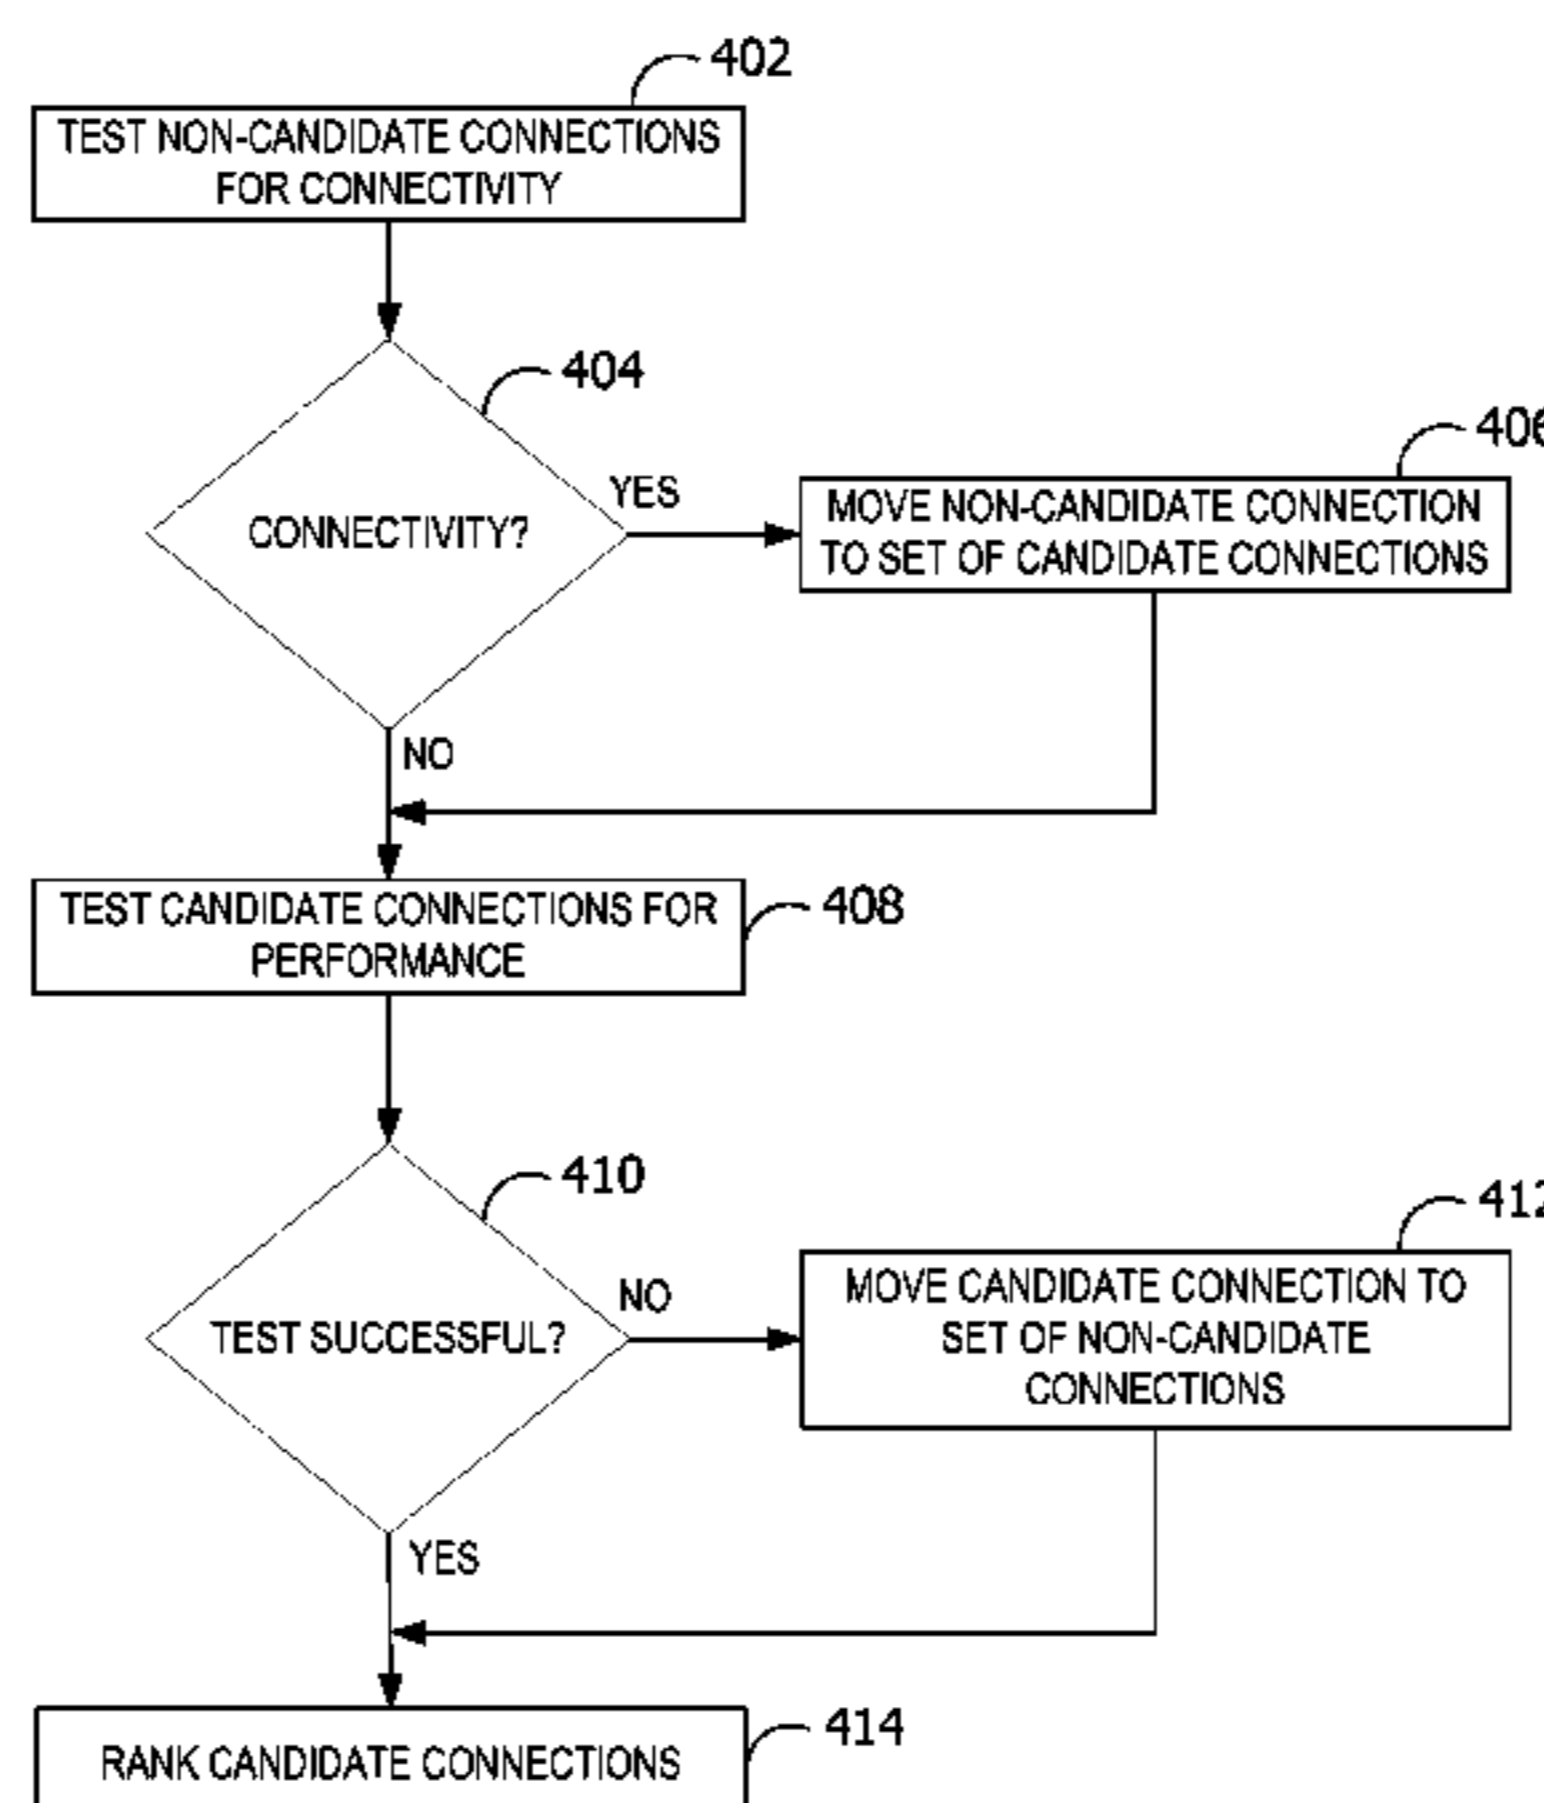 402
TEST NON-CANDIDATE CONNECTIONS
FOR CONNECTIVITY
404
406
YES
MOVE NON-CANDIDATE CONNECTION
TO SET OF CANDIDATE CONNECTIONS
CONNECTIVITY?
NO
408
TEST CANDIDATE CONNECTIONS FOR
PERFORMANCE
410
412
NO
MOVE CANDIDATE CONNECTION TO
SET OF NON-CANDIDATE
CONNECTIONS
TEST SUCCESSFUL?
YES
414
RANK CANDIDATE CONNECTIONS